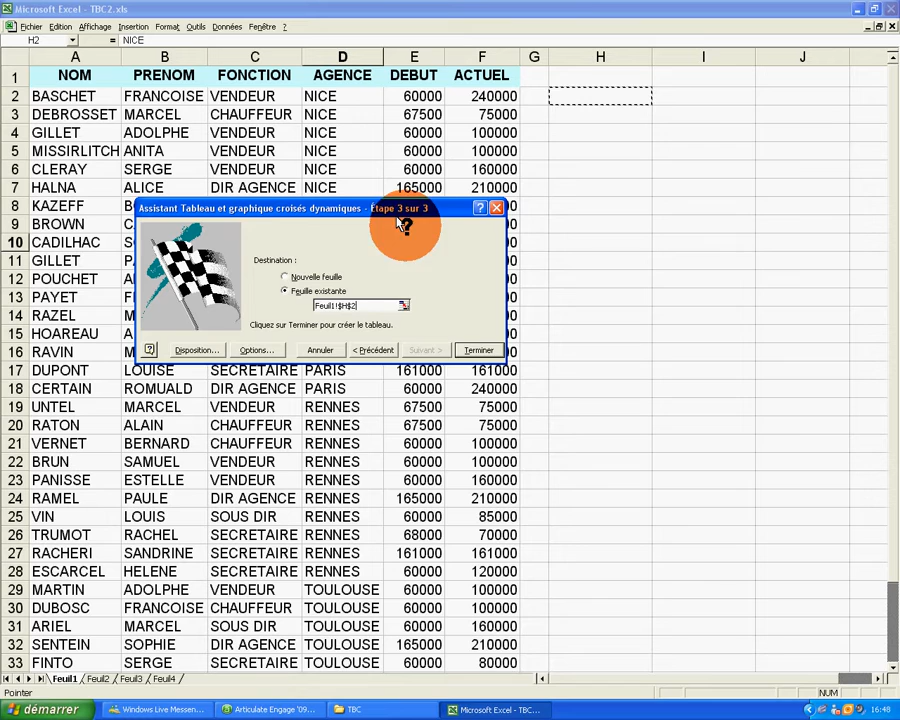 Microsoft Excel - TBC2.xls
Fichier Edition Affichage Insertion Format Outils Données Fenêtre ?
H2 = NICE
A B C D E F G H I J
1 NOM PRENOM FONCTION AGENCE DEBUT ACTUEL
2 BASCHET FRANCOISE VENDEUR NICE 60000 240000
3 DEBROSSET MARCEL CHAUFFEUR NICE 67500 75000
4 GILLET ADOLPHE VENDEUR NICE 60000 100000
5 MISSIRLITCH ANITA VENDEUR NICE 60000 100000
6 CLERAY SERGE VENDEUR NICE 60000 160000
7 HALNA ALICE DIR AGENCE NICE 165000 210000
8 KAZEFF
9 BROWN
10 CADILHAC
11 GILLET
12 POUCHET
13 PAYET
14 RAZEL
15 HOAREAU
16 RAVIN
Assistant Tableau et graphique croisés dynamiques - Étape 3 sur 3
?
Destination :
Nouvelle feuille
Feuille existante
Feuil1!$H$2
Cliquez sur Terminer pour créer le tableau.
Disposition... Options... Annuler < Précédent Suivant > Terminer
17 DUPONT LOUISE SECRETAIRE PARIS 161000 161000
18 CERTAIN ROMUALD DIR AGENCE PARIS 60000 240000
19 UNTEL MARCEL VENDEUR RENNES 67500 75000
20 RATON ALAIN CHAUFFEUR RENNES 67500 75000
21 VERNET BERNARD CHAUFFEUR RENNES 60000 100000
22 BRUN SAMUEL VENDEUR RENNES 60000 100000
23 PANISSE ESTELLE VENDEUR RENNES 60000 160000
24 RAMEL PAULE DIR AGENCE RENNES 165000 210000
25 VIN LOUIS SOUS DIR RENNES 60000 85000
26 TRUMOT RACHEL SECRETAIRE RENNES 68000 70000
27 RACHERI SANDRINE SECRETAIRE RENNES 161000 161000
28 ESCARCEL HELENE SECRETAIRE RENNES 60000 120000
29 MARTIN ADOLPHE VENDEUR TOULOUSE 60000 100000
30 DUBOSC FRANCOISE CHAUFFEUR TOULOUSE 60000 100000
31 ARIEL MARCEL SOUS DIR TOULOUSE 60000 160000
32 SENTEIN SOPHIE DIR AGENCE TOULOUSE 165000 210000
33 FINTO SERGE SECRETAIRE TOULOUSE 60000 80000
Feuil1 Feuil2 Feuil3 Feuil4
Pointer NUM
démarrer Windows Live Messen... Articulate Engage '09... TBC Microsoft Excel - TBC... 16:48